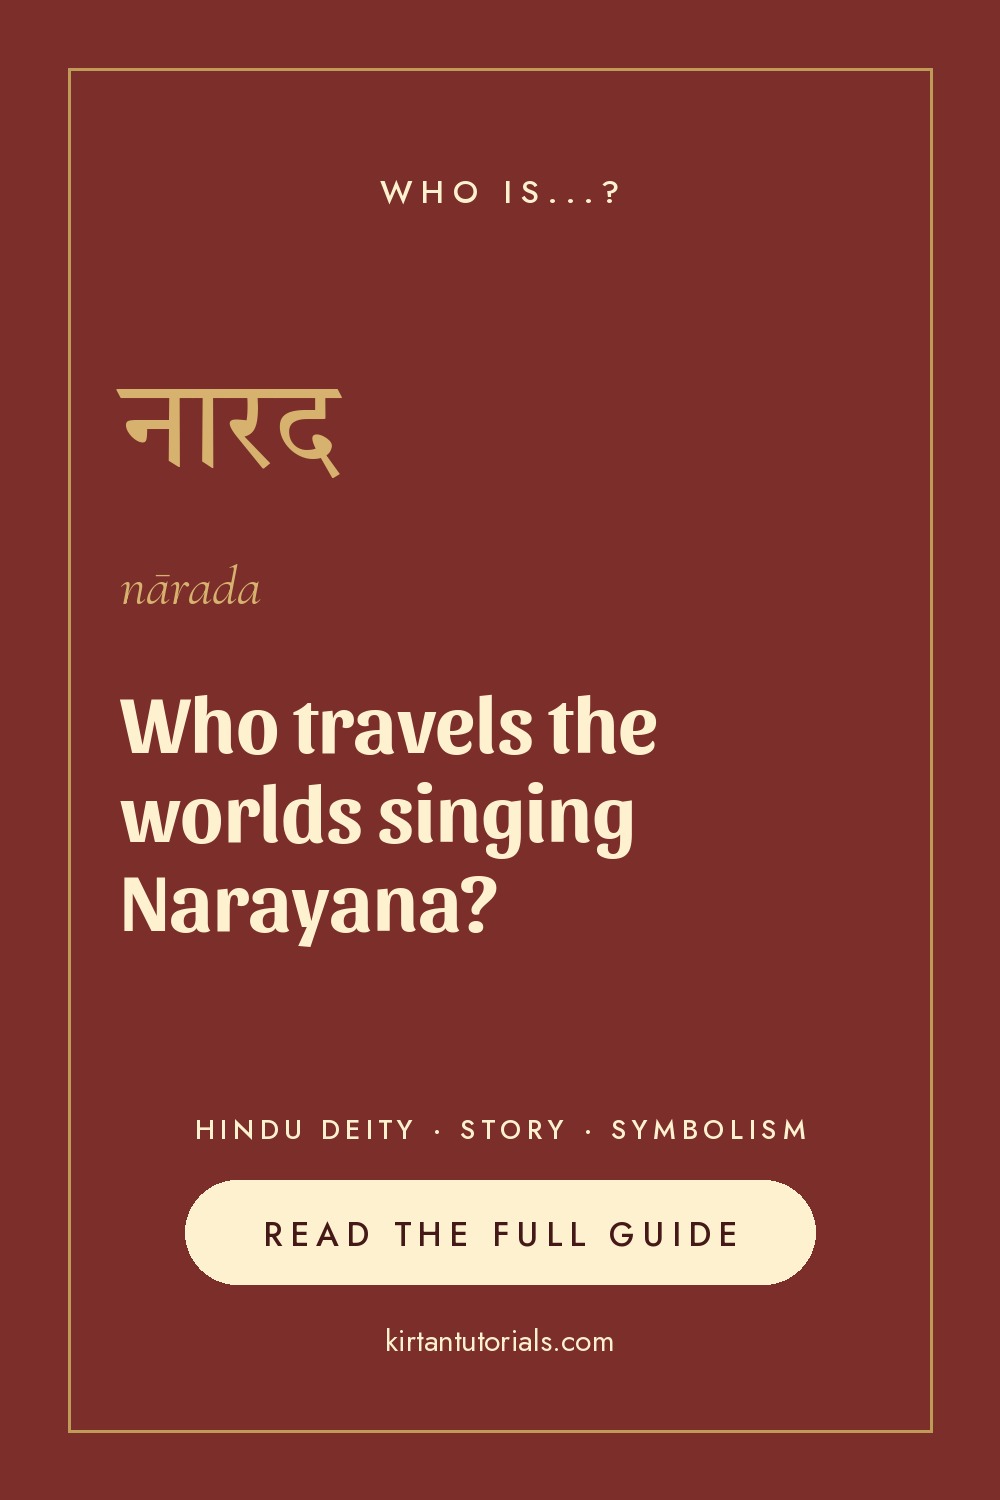 WHO IS...?
नारद
nārada
Who travels the
worlds singing
Narayana?
HINDU DEITY · STORY · SYMBOLISM
READ THE FULL GUIDE
kirtantutorials.com